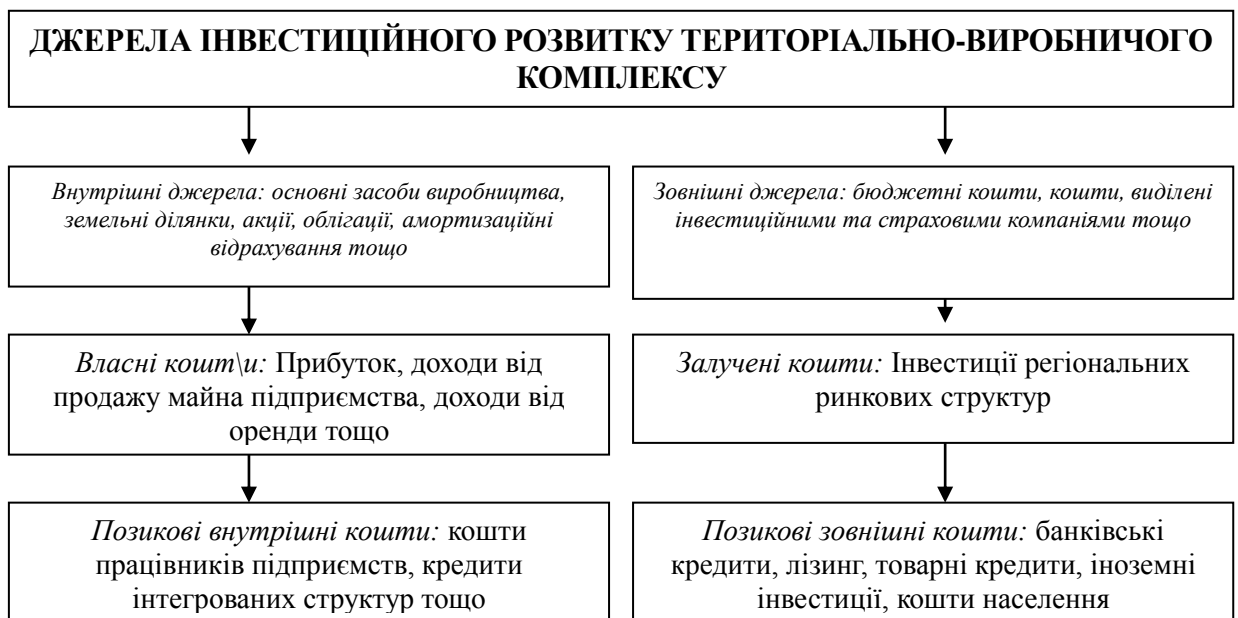 ДЖЕРЕЛА ІНВЕСТИЦІЙНОГО РОЗВИТКУ ТЕРИТОРІАЛЬНО-ВИРОБНИЧОГО
КОМПЛЕКСУ
Внутрішні джерела: основні засоби виробництва,
земельні ділянки, акції, облігації, амортизаційні
відрахування тощо
Зовнішні джерела: бюджетні кошти, кошти, виділені
інвестиційними та страховими компаніями тощо
Власні кошт\и: Прибуток, доходи від
продажу майна підприємства, доходи від
оренди тощо
Залучені кошти: Інвестиції регіональних
ринкових структур
Позикові внутрішні кошти: кошти
працівників підприємств, кредити
інтегрованих структур тощо
Позикові зовнішні кошти: банківські
кредити, лізинг, товарні кредити, іноземні
інвестиції, кошти населення